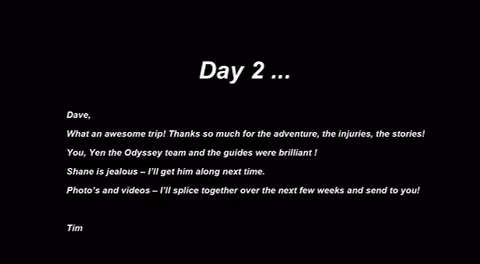 Day 2 ...
Dave,
What an awesome trip! Thanks so much for the adventure, the injuries, the stories!
You, Yen the Odyssey team and the guides were brilliant !
Shane is jealous – I'll get him along next time.
Photo's and videos – I'll splice together over the next few weeks and send to you!
Tim